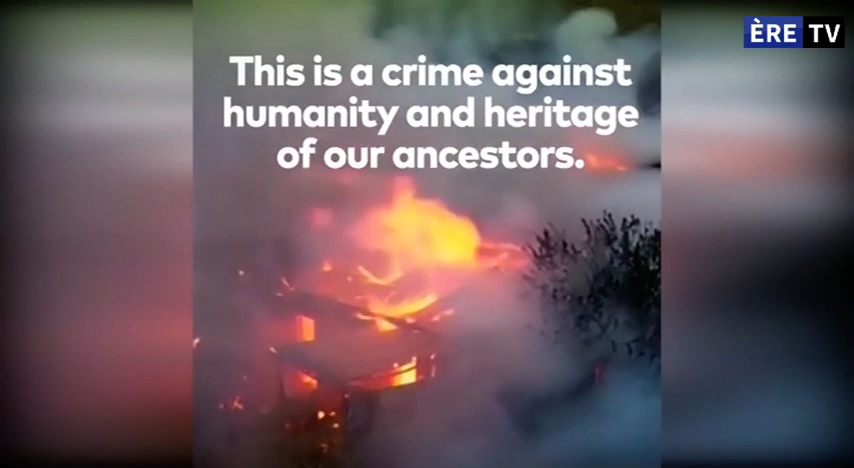 ÈRE TV
This is a crime against
humanity and heritage
of our ancestors.